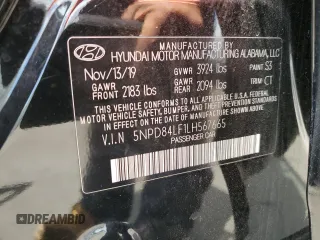 HYUNDAI MOTOR MANUFACTURING ALABAMA, LLC
Nov/13/19 GVWR 3924 lbs PAINT S3
GAWR FRONT 2183 lbs GAWR REAR 2094 lbs TRIM CT
THIS VEHICLE CONFORMS TO ALL APPLICABLE U.S. FEDERAL
MOTOR VEHICLE SAFETY, BUMPER, AND THEFT
PREVENTION STANDARDS IN EFFECT ON THE DATE OF
MANUFACTURE SHOWN ABOVE.
V.I.N 5NPD84LF1LH567665
PASSENGER CAR
DREAMBID